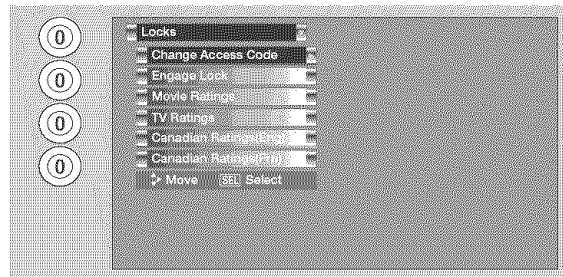 0
Locks
Change Access Code
0
Engage Lock
Movie Ratings
0
TV Ratings
Canadian Ratings(Eng)
0
Canadian Ratings(Frn)
Move SEL Select